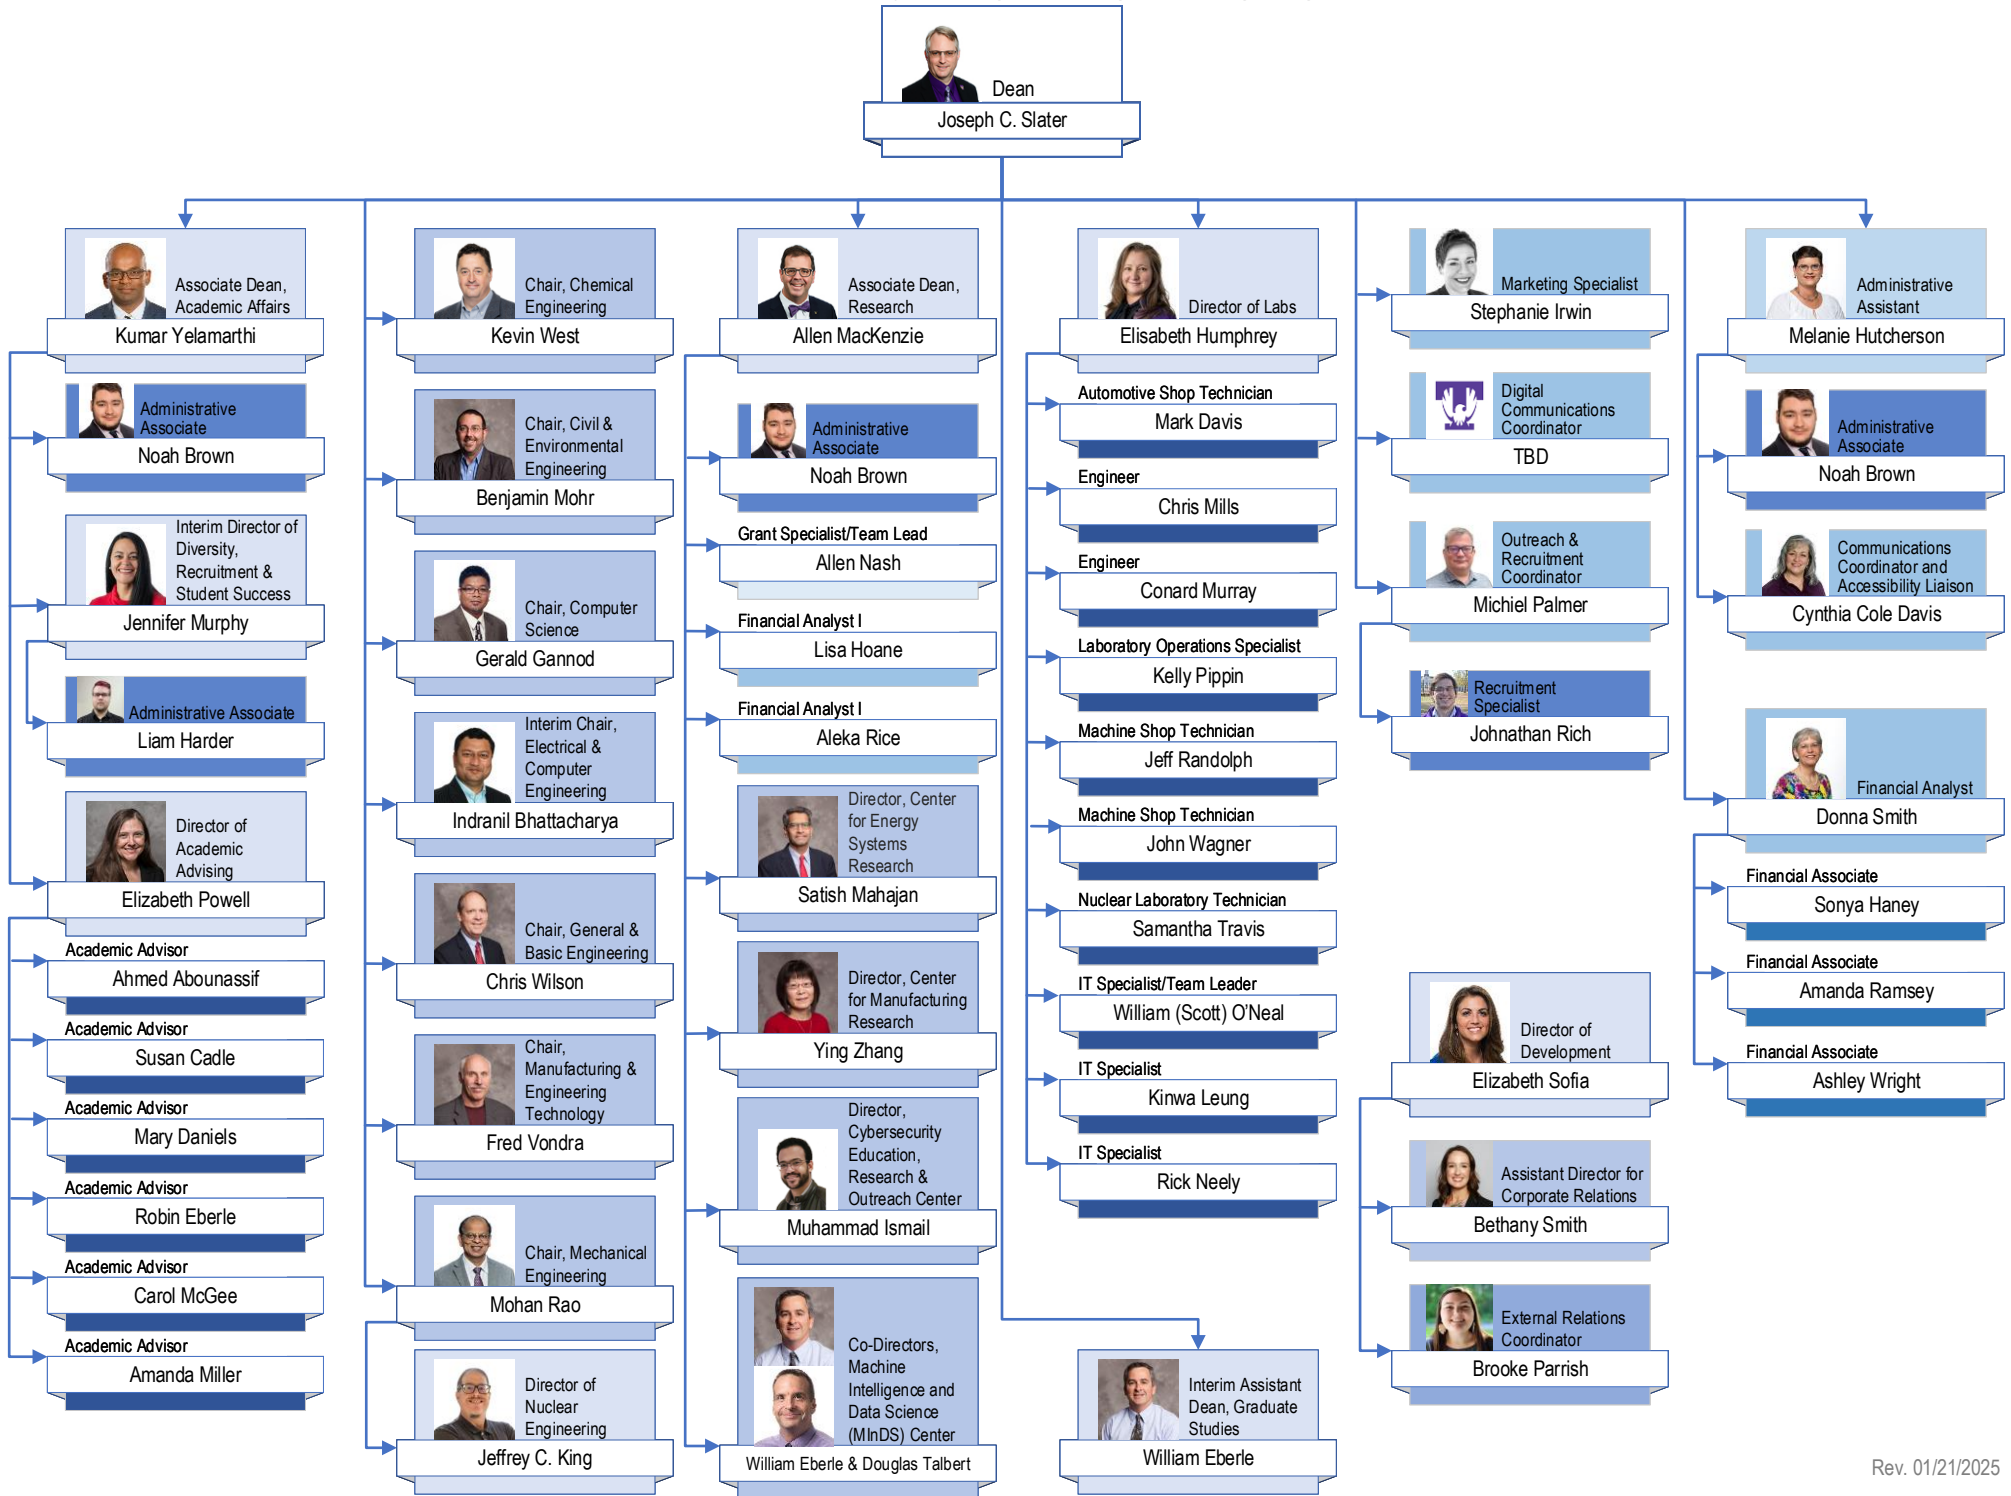 Dean
Joseph C. Slater
Associate Dean,
Academic Affairs
Kumar Yelamarthi
Administrative
Associate
Noah Brown
Interim Director of
Diversity,
Recruitment &
Student Success
Jennifer Murphy
Administrative Associate
Liam Harder
Director of
Academic
Advising
Elizabeth Powell
Academic Advisor
Ahmed Abounassif
Academic Advisor
Susan Cadle
Academic Advisor
Mary Daniels
Academic Advisor
Robin Eberle
Academic Advisor
Carol McGee
Academic Advisor
Amanda Miller
Chair, Chemical
Engineering
Kevin West
Chair, Civil &
Environmental
Engineering
Benjamin Mohr
Chair, Computer
Science
Gerald Gannod
Interim Chair,
Electrical &
Computer
Engineering
Indranil Bhattacharya
Chair, General &
Basic Engineering
Chris Wilson
Chair,
Manufacturing &
Engineering
Technology
Fred Vondra
Chair, Mechanical
Engineering
Mohan Rao
Director of
Nuclear
Engineering
Jeffrey C. King
Associate Dean,
Research
Allen MacKenzie
Administrative
Associate
Noah Brown
Grant Specialist/Team Lead
Allen Nash
Financial Analyst I
Lisa Hoane
Financial Analyst I
Aleka Rice
Director, Center
for Energy
Systems
Research
Satish Mahajan
Director, Center
for Manufacturing
Research
Ying Zhang
Director,
Cybersecurity
Education,
Research &
Outreach Center
Muhammad Ismail
Co-Directors,
Machine
Intelligence and
Data Science
(MInDS) Center
William Eberle & Douglas Talbert
Director of Labs
Elisabeth Humphrey
Automotive Shop Technician
Mark Davis
Engineer
Chris Mills
Engineer
Conard Murray
Laboratory Operations Specialist
Kelly Pippin
Machine Shop Technician
Jeff Randolph
Machine Shop Technician
John Wagner
Nuclear Laboratory Technician
Samantha Travis
IT Specialist/Team Leader
William (Scott) O'Neal
IT Specialist
Kinwa Leung
IT Specialist
Rick Neely
Interim Assistant
Dean, Graduate
Studies
William Eberle
Marketing Specialist
Stephanie Irwin
Digital
Communications
Coordinator
TBD
Outreach &
Recruitment
Coordinator
Michiel Palmer
Recruitment
Specialist
Johnathan Rich
Director of
Development
Elizabeth Sofia
Assistant Director for
Corporate Relations
Bethany Smith
External Relations
Coordinator
Brooke Parrish
Administrative
Assistant
Melanie Hutcherson
Administrative
Associate
Noah Brown
Communications
Coordinator and
Accessibility Liaison
Cynthia Cole Davis
Financial Analyst
Donna Smith
Financial Associate
Sonya Haney
Financial Associate
Amanda Ramsey
Financial Associate
Ashley Wright
Rev. 01/21/2025